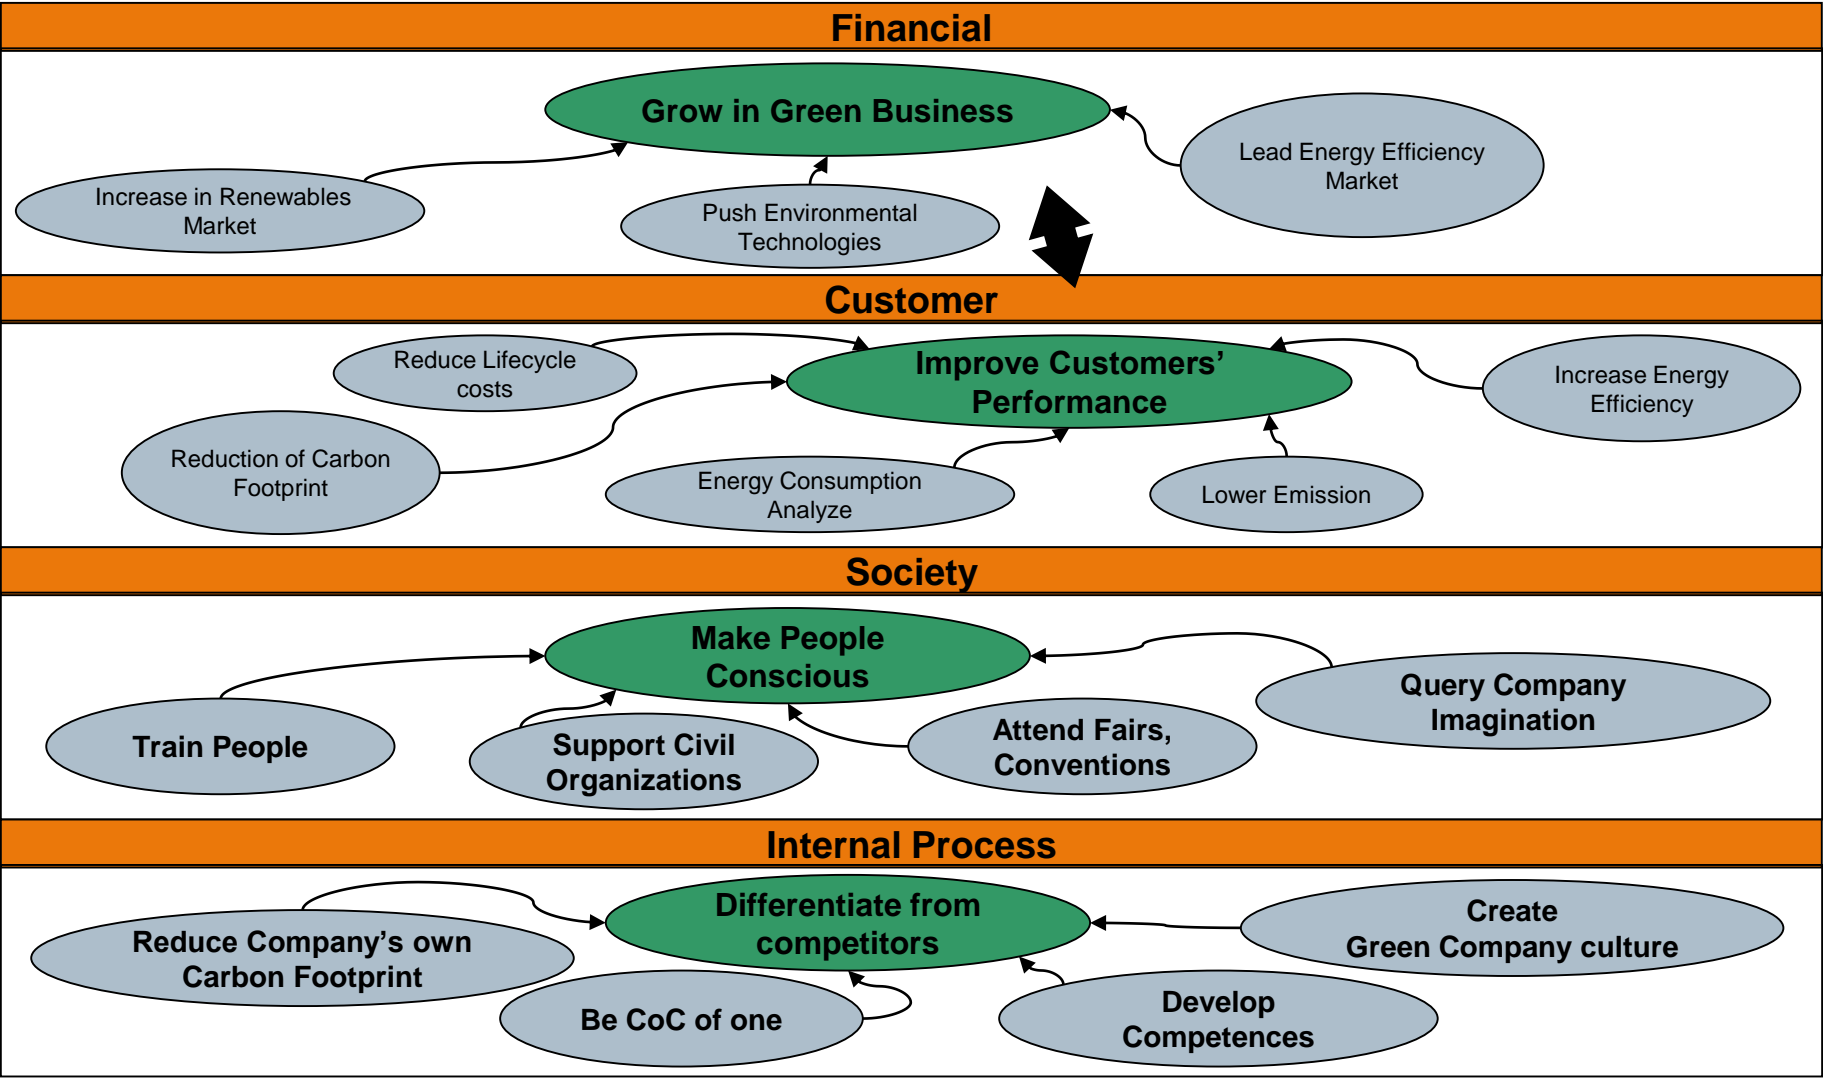 Financial
Grow in Green Business
Lead Energy Efficiency
Market
Increase in Renewables
Market
Push Environmental
Technologies
Customer
Reduce Lifecycle
costs
Improve Customers’
Performance
Increase Energy
Efficiency
Reduction of Carbon
Footprint
Energy Consumption
Analyze
Lower Emission
Society
Make People
Conscious
Query Company
Imagination
Train People
Support Civil
Organizations
Attend Fairs,
Conventions
Internal Process
Differentiate from
competitors
Create
Green Company culture
Reduce Company’s own
Carbon Footprint
Be CoC of one
Develop
Competences